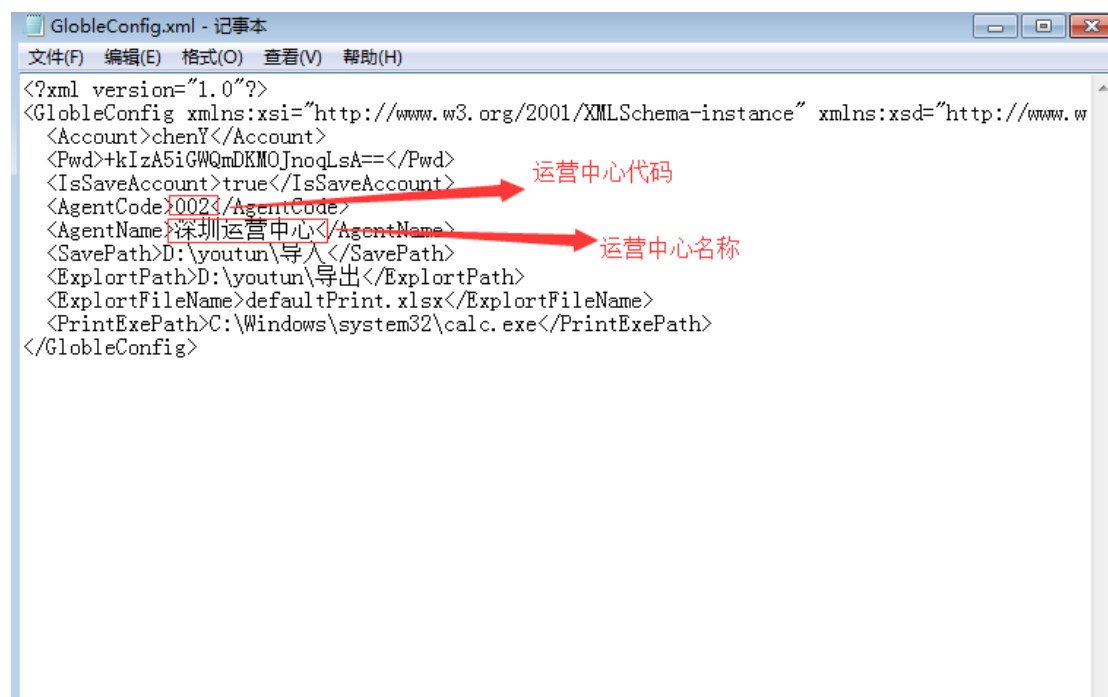 GlobleConfig.xml - 记事本
文件(F) 编辑(E) 格式(O) 查看(V) 帮助(H)
<?xml version="1.0"?>
<GlobleConfig xmlns:xsi="http://www.w3.org/2001/XMLSchema-instance" xmlns:xsd="http://www.w
<Account>chenY</Account>
<Pwd>+kIzA5iGWQmDKMOJnoqLsA==</Pwd>
<IsSaveAccount>true</IsSaveAccount>
运营中心代码
<AgentCode>002</AgentCode>
<AgentName>深圳运营中心</AgentName>
运营中心名称
<SavePath>D:\youtun\导入</SavePath>
<ExplortPath>D:\youtun\导出</ExplortPath>
<ExplortFileName>defaultPrint.xlsx</ExplortFileName>
<PrintExePath>C:\Windows\system32\calc.exe</PrintExePath>
</GlobleConfig>